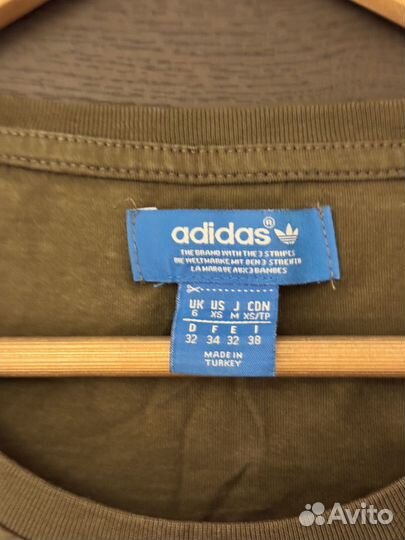 adidas®
THE BRAND WITH THE 3 STRIPES
DIE WELTMARKE MIT DEN 3 STREIFEN
LA MARQUE AUX 3 BANDES
UK US J CDN
6 XS M XS/TP
D F E I
32 34 32 38
MADE IN
TURKEY
Avito